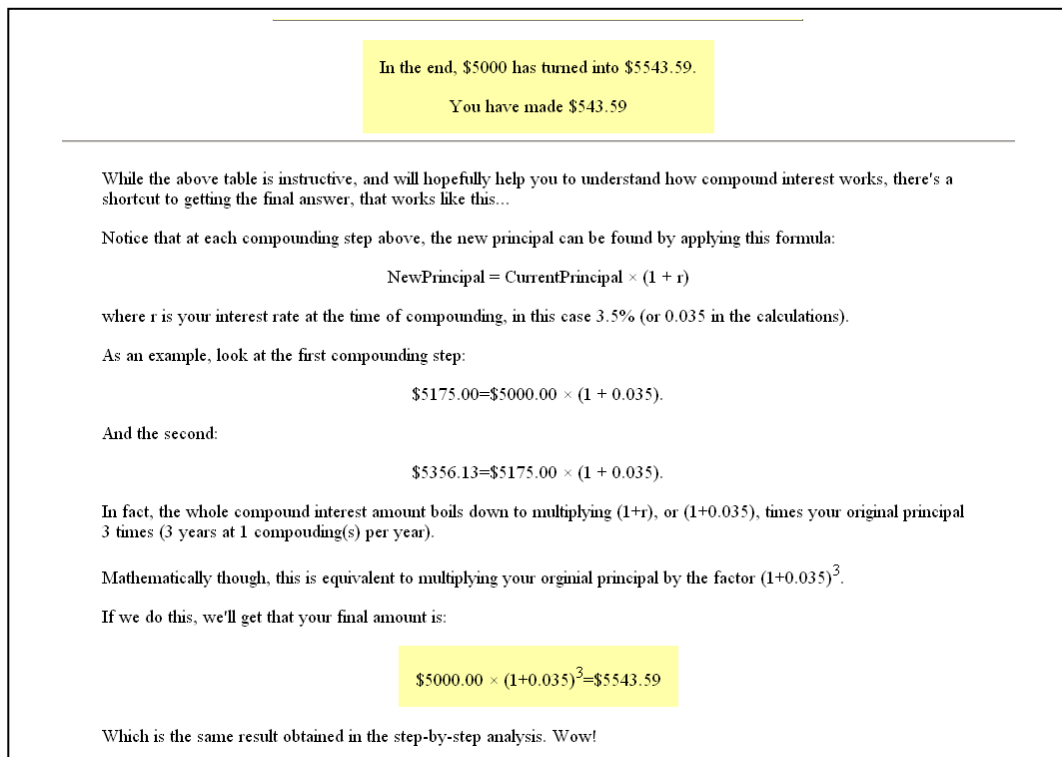 In the end, $5000 has turned into $5543.59.
You have made $543.59
While the above table is instructive, and will hopefully help you to understand how compound interest works, there's a
shortcut to getting the final answer, that works like this...
Notice that at each compounding step above, the new principal can be found by applying this formula:
NewPrincipal = CurrentPrincipal × (1 + r)
where r is your interest rate at the time of compounding, in this case 3.5% (or 0.035 in the calculations).
As an example, look at the first compounding step:
$5175.00=$5000.00 × (1 + 0.035).
And the second:
$5356.13=$5175.00 × (1 + 0.035).
In fact, the whole compound interest amount boils down to multiplying (1+r), or (1+0.035), times your original principal
3 times (3 years at 1 compouding(s) per year).
Mathematically though, this is equivalent to multiplying your orginial principal by the factor (1+0.035)³.
If we do this, we'll get that your final amount is:
$5000.00 × (1+0.035)³=$5543.59
Which is the same result obtained in the step-by-step analysis. Wow!